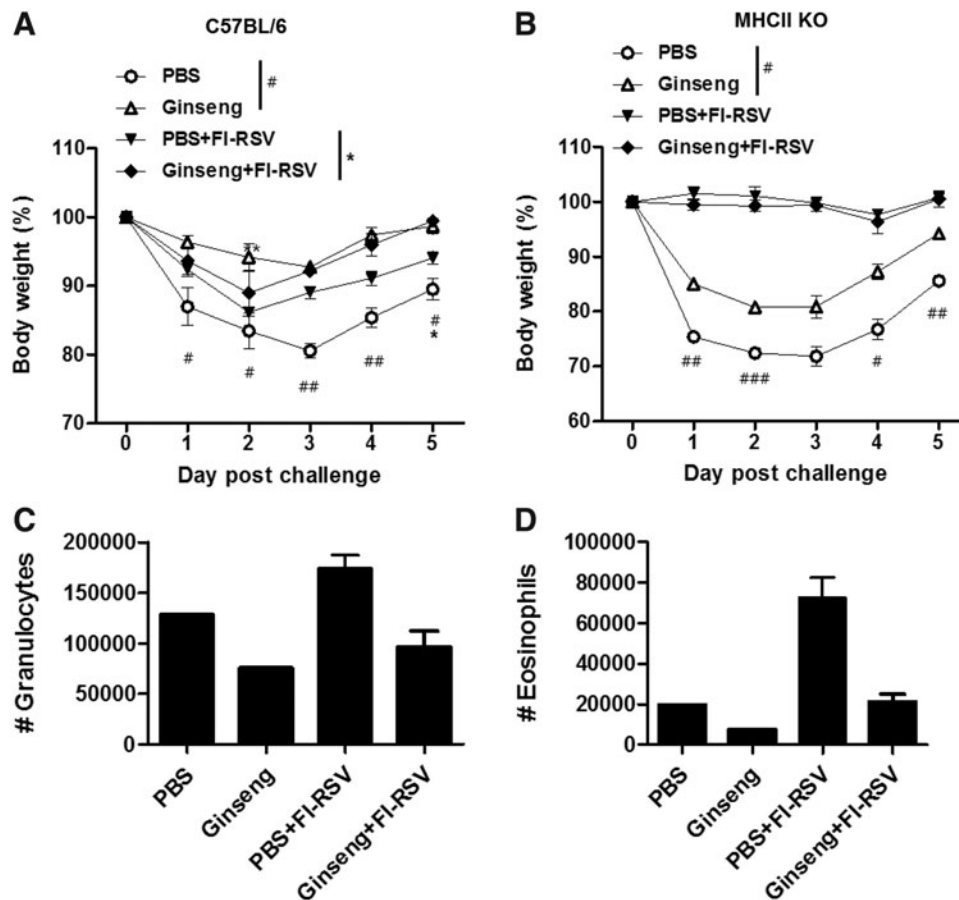 A
C57BL/6
PBS
#
Ginseng
PBS+FI-RSV
*
Ginseng+FI-RSV
Body weight (%)
110
100
90
80
70
**
#
#
##
##
#
*
0 1 2 3 4 5
Day post challenge
B
MHCII KO
PBS
#
Ginseng
PBS+FI-RSV
Ginseng+FI-RSV
Body weight (%)
110
100
90
80
70
60
##
###
#
##
0 1 2 3 4 5
Day post challenge
C
# Granulocytes
200000
150000
100000
50000
0
PBS
Ginseng
PBS+FI-RSV
Ginseng+FI-RSV
D
# Eosinophils
100000
80000
60000
40000
20000
0
PBS
Ginseng
PBS+FI-RSV
Ginseng+FI-RSV